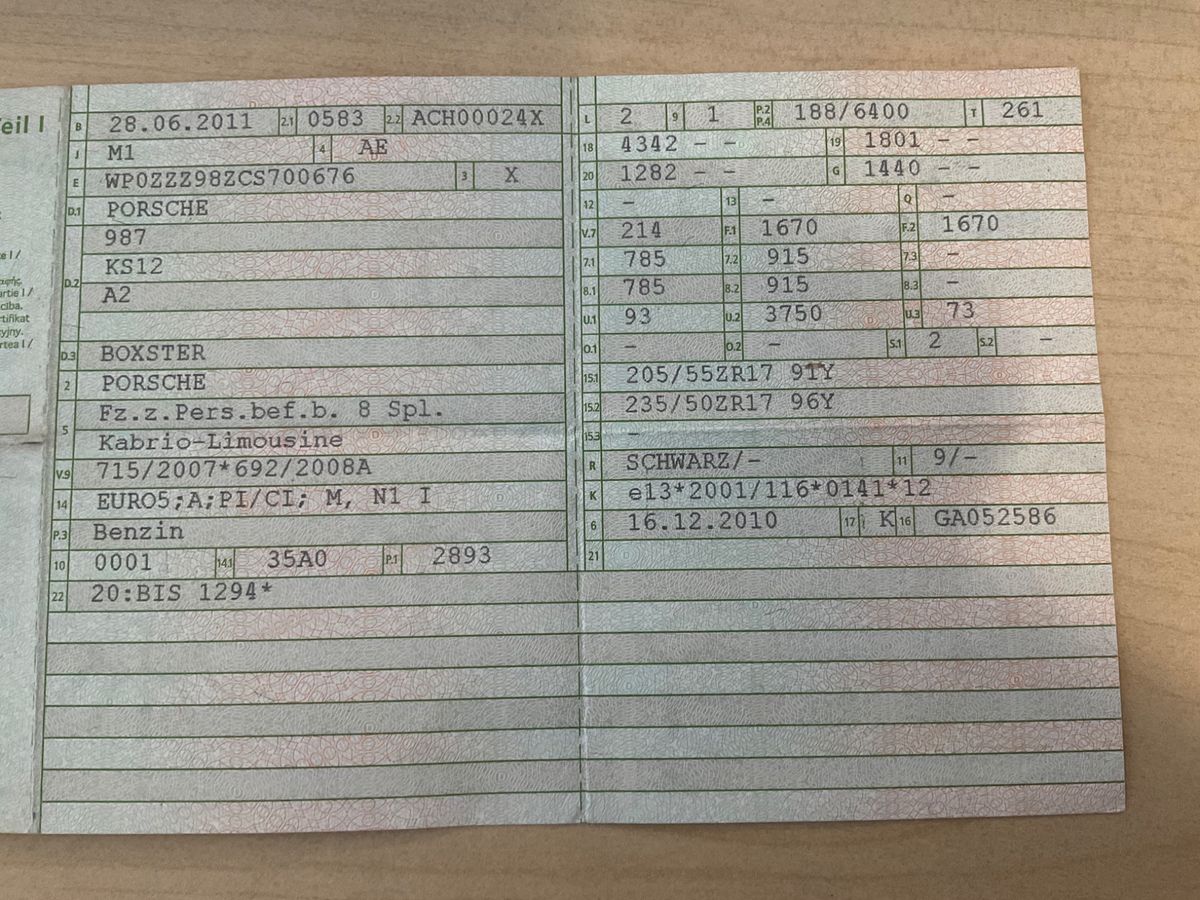 eil I
B 28.06.2011 2.1 0583 2.2 ACH00024X
J M1 4 AE
E WP0ZZZ98ZCS700676 3 X
D.1 PORSCHE
987
D.2 KS12
A2
D.3 BOXSTER
2 PORSCHE
5 Fz.z.Pers.bef.b. 8 Spl.
Kabrio-Limousine
V.9 715/2007*692/2008A
14 EURO5;A;PI/CI; M, N1 I
P.3 Benzin
10 0001 14.1 35A0 P.1 2893
22 20:BIS 1294*
L 2 9 1 P.2 P.4 188/6400 T 261
18 4342 - - 19 1801 - -
20 1282 - - G 1440 - -
12 - 13 - Q -
V.7 214 F.1 1670 F.2 1670
7.1 785 7.2 915 7.3 -
8.1 785 8.2 915 8.3 -
U.1 93 U.2 3750 U.3 73
O.1 - O.2 - S.1 2 S.2 -
15.1 205/55ZR17 91Y
15.2 235/50ZR17 96Y
15.3 -
R SCHWARZ/- 11 9/-
K e13*2001/116*0141*12
6 16.12.2010 17 K 16 GA052586
21
e I /
artie I /
ecība.
rtifikat
cyjny.
rtea I /